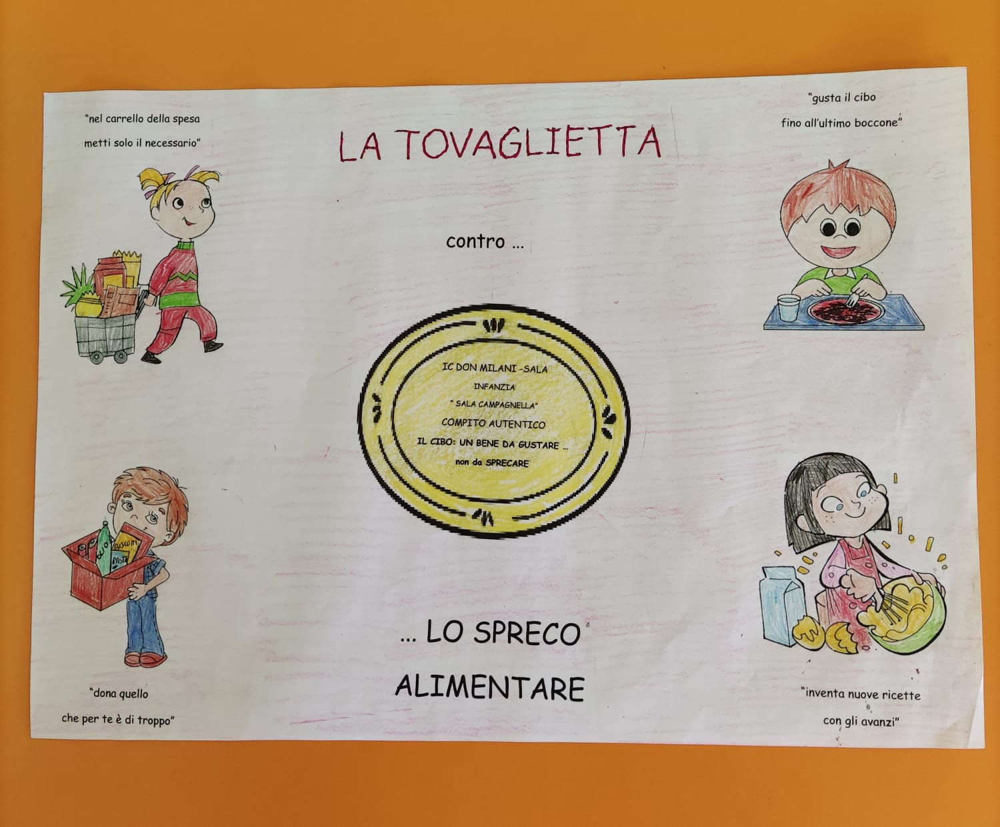 "nel carrello della spesa
metti solo il necessario"
LA TOVAGLIETTA
"gusta il cibo
fino all'ultimo boccone"
contro ...
IC DON MILANI -SALA
INFANZIA
" SALA CAMPAGNELLA"
COMPITO AUTENTICO
IL CIBO: UN BENE DA GUSTARE ...
non da SPRECARE
OLIO
BISCOTTI
PASTA
... LO SPRECO
ALIMENTARE
"dona quello
che per te è di troppo"
"inventa nuove ricette
con gli avanzi"